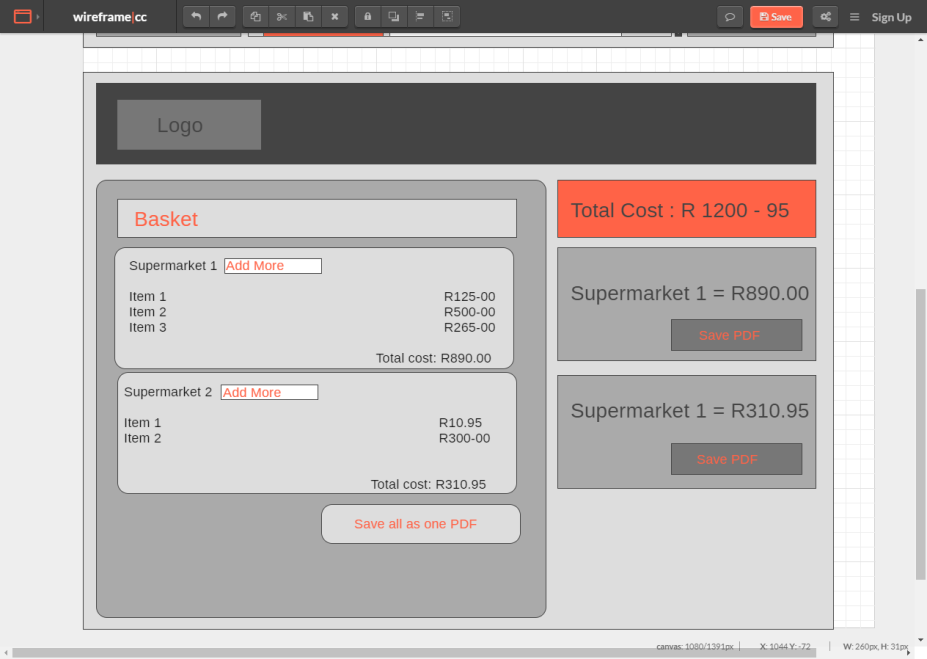 wireframe|cc
Save
Sign Up
Logo
Basket
Total Cost : R 1200 - 95
Supermarket 1 Add More
Item 1 R125-00
Item 2 R500-00
Item 3 R265-00
Total cost: R890.00
Supermarket 1 = R890.00
Save PDF
Supermarket 2 Add More
Item 1 R10.95
Item 2 R300-00
Total cost: R310.95
Supermarket 1 = R310.95
Save PDF
Save all as one PDF
canvas: 1080/1391px | X: 1044 Y: -72 | W: 260px, H: 31px